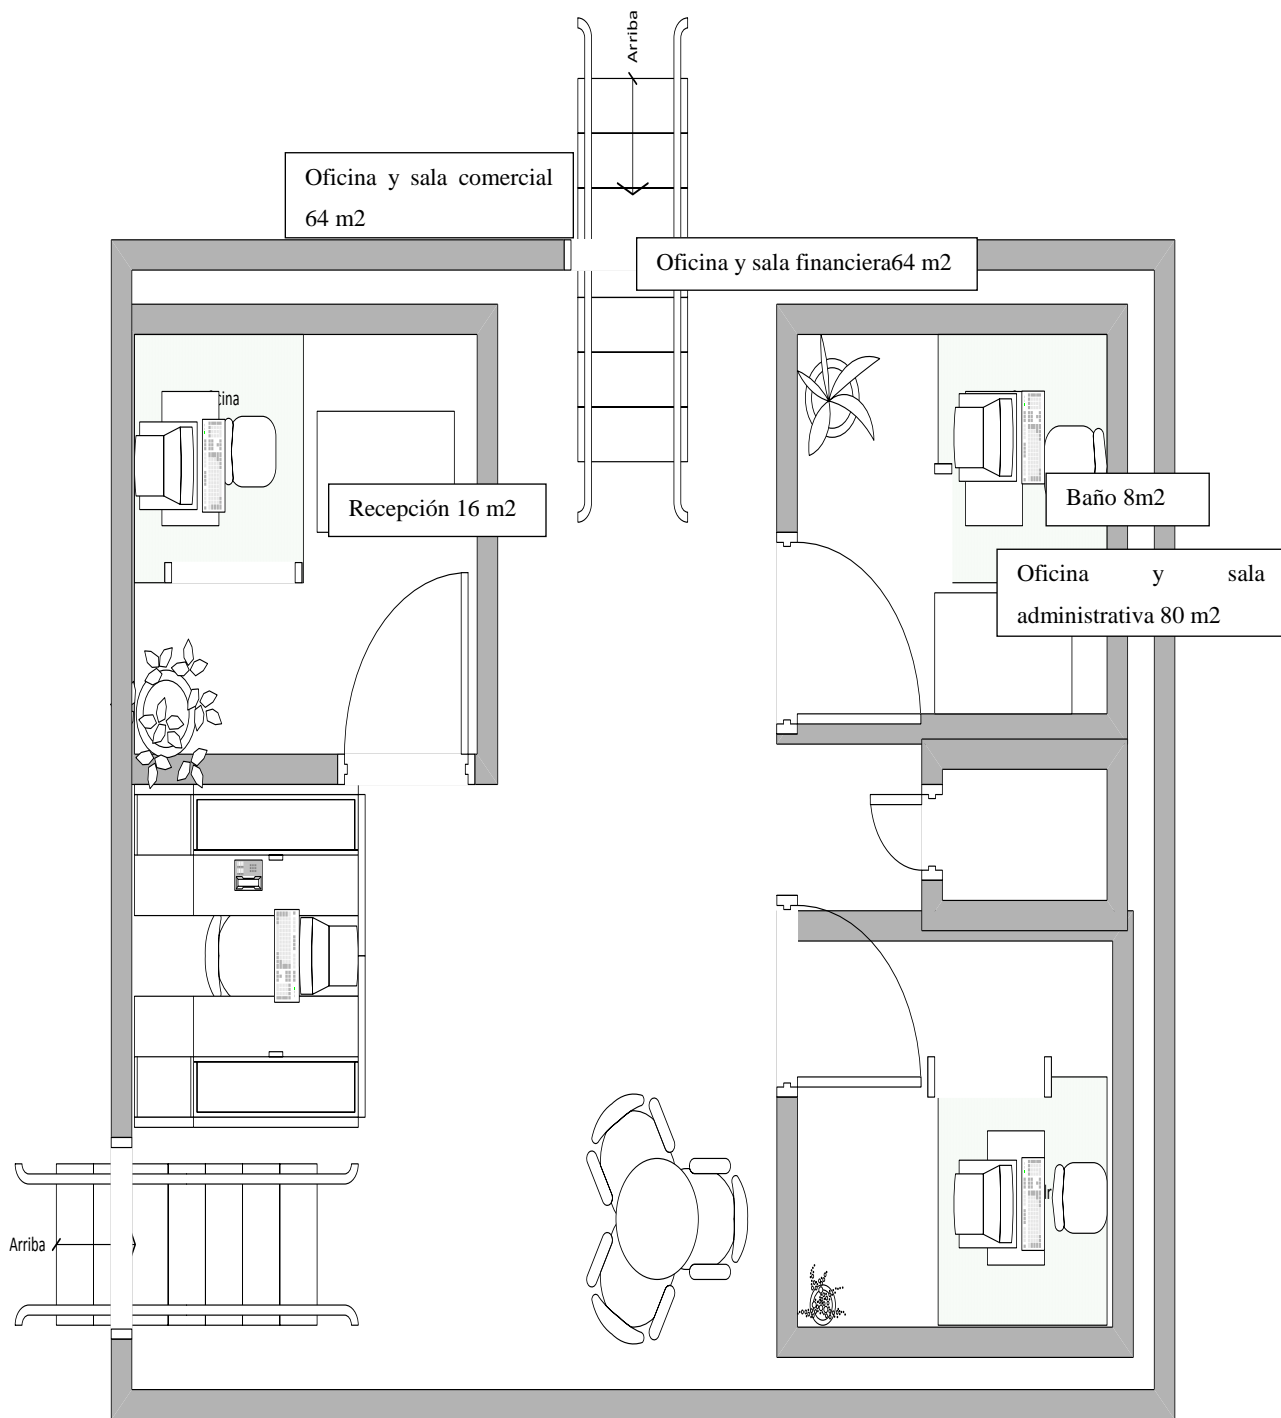 Arriba
Oficina y sala comercial
64 m2
Oficina y sala financiera64 m2
cina
Recepción 16 m2
Baño 8m2
Oficina y sala
administrativa 80 m2
Arriba